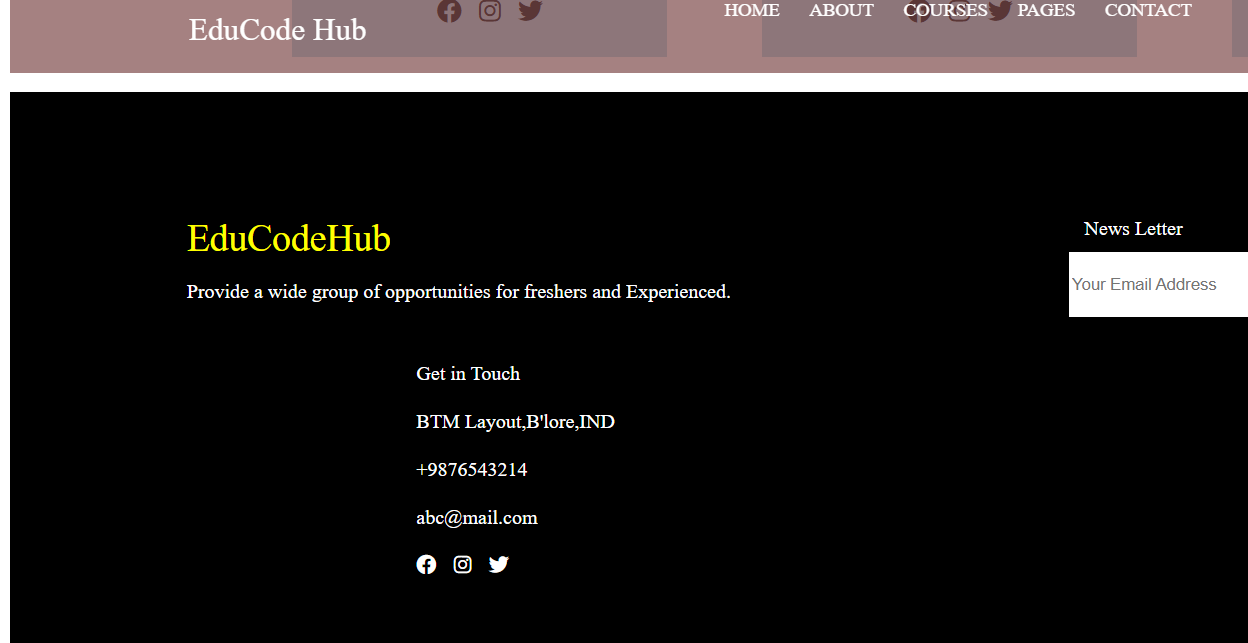 HOME ABOUT COURSES PAGES CONTACT
EduCode Hub
EduCodeHub
Provide a wide group of opportunities for freshers and Experienced.
News Letter
Your Email Address
Get in Touch
BTM Layout,B'lore,IND
+9876543214
abc@mail.com